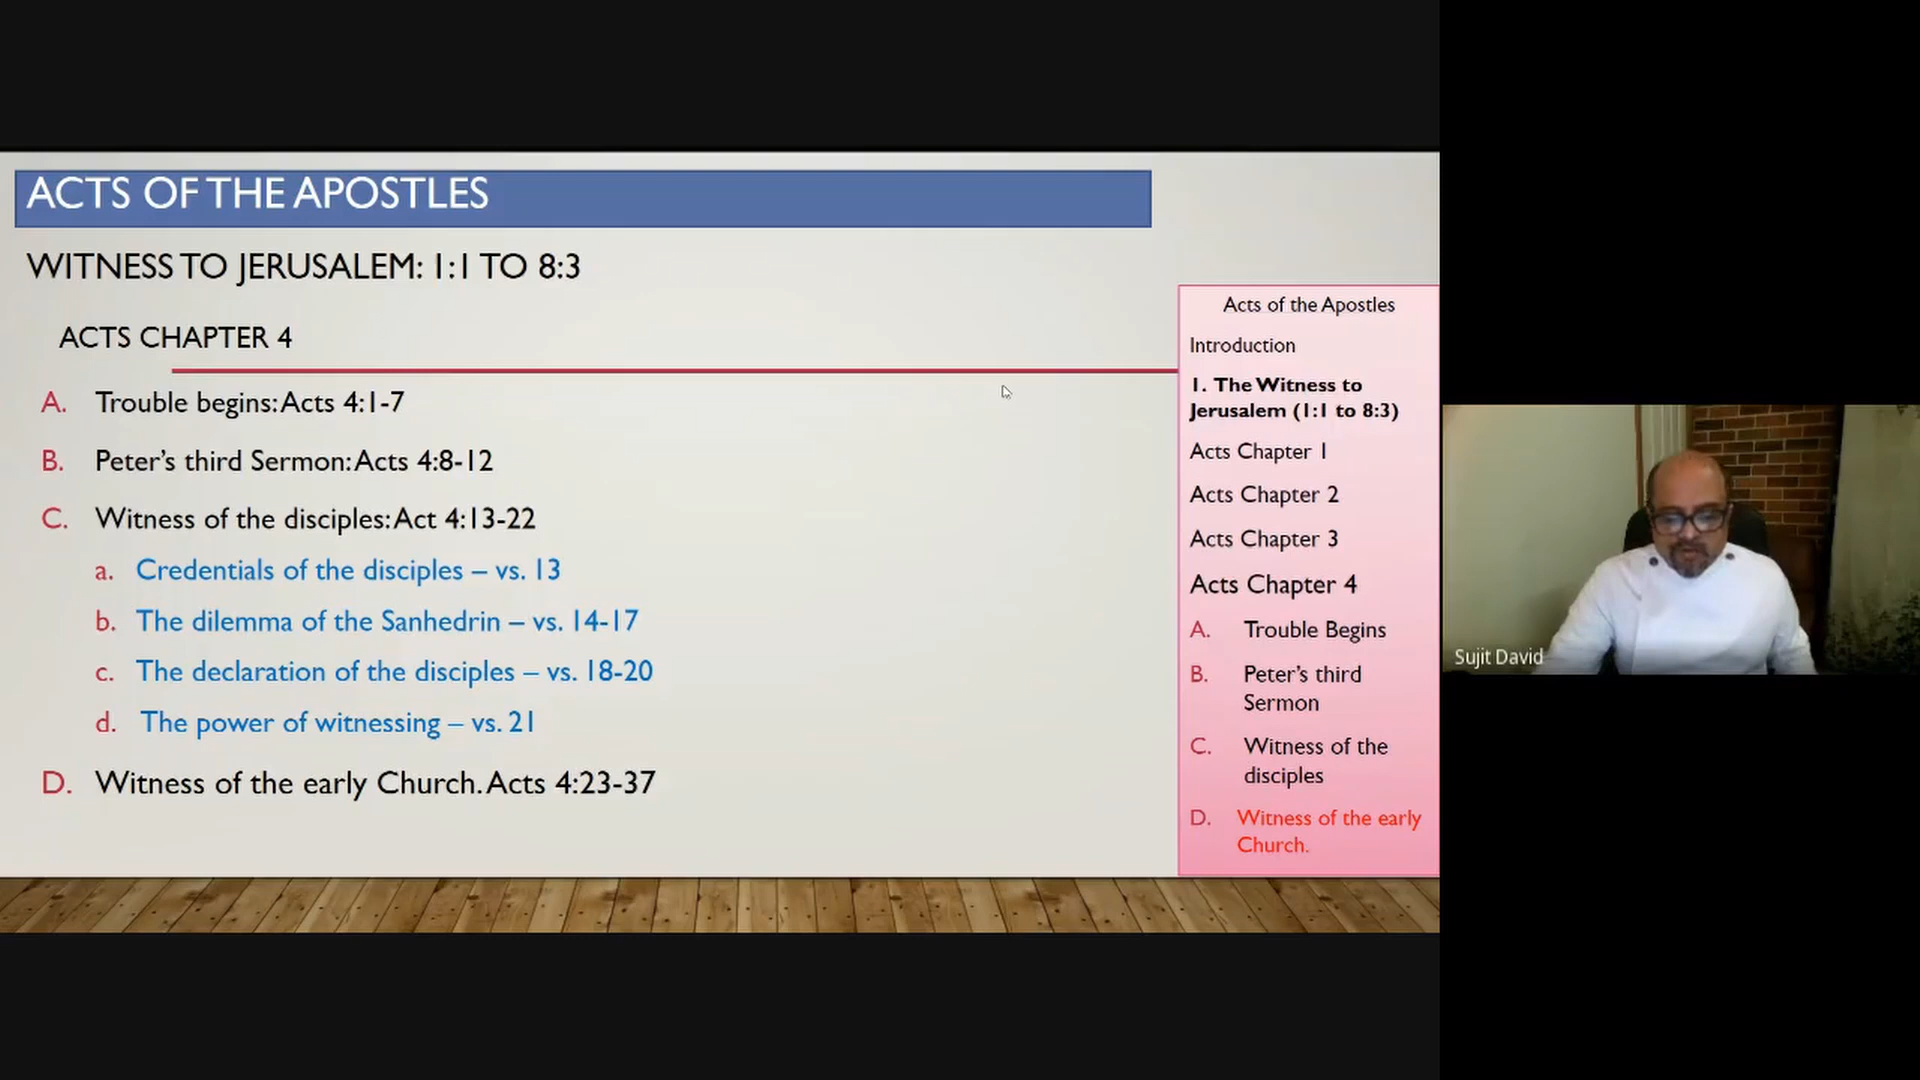 ACTS OF THE APOSTLES
WITNESS TO JERUSALEM: 1:1 TO 8:3
ACTS CHAPTER 4
A. Trouble begins: Acts 4:1-7
B. Peter's third Sermon: Acts 4:8-12
C. Witness of the disciples: Act 4:13-22
a. Credentials of the disciples – vs. 13
b. The dilemma of the Sanhedrin – vs. 14-17
c. The declaration of the disciples – vs. 18-20
d. The power of witnessing – vs. 21
D. Witness of the early Church. Acts 4:23-37
Acts of the Apostles
Introduction
1. The Witness to
Jerusalem (1:1 to 8:3)
Acts Chapter 1
Acts Chapter 2
Acts Chapter 3
Acts Chapter 4
A. Trouble Begins
B. Peter's third
Sermon
C. Witness of the
disciples
D. Witness of the early
Church.
Sujit David